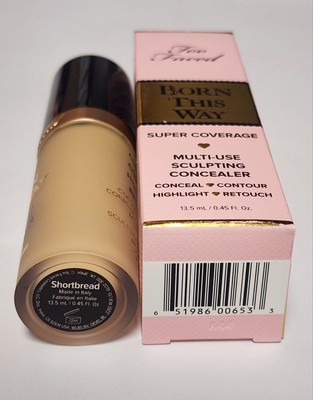 Too Faced
BORN
THIS
WAY
SUPER COVERAGE
MULTI-USE
SCULPTING
CONCEALER
CONCEAL CONTOUR
HIGHLIGHT RETOUCH
13.5 mL / 0.45 Fl. Oz.
6 51986 00653 3
Shortbread
Made in Italy
Fabriqué en Italie
13.5 mL / 0.45 Fl. Oz
12M